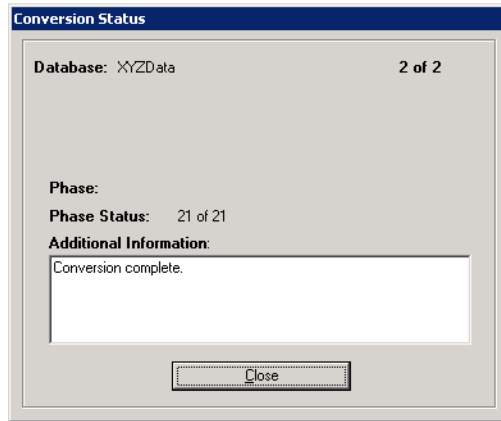 Conversion Status
Database: XYZData 2 of 2
Phase:
Phase Status: 21 of 21
Additional Information:
Conversion complete.
Close